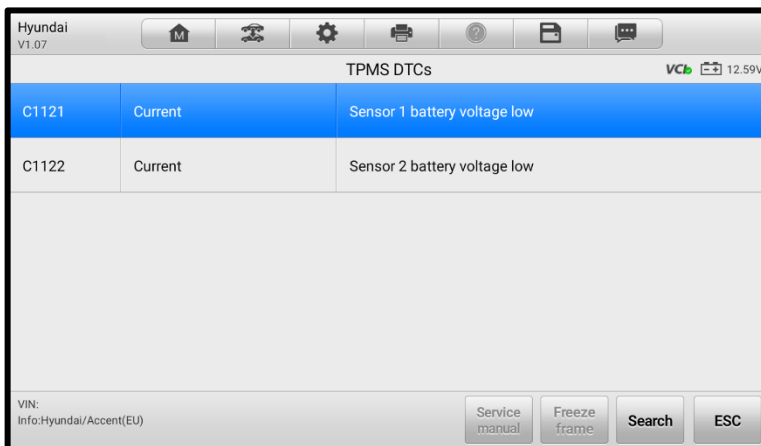 Hyundai
V1.07
M
?
TPMS DTCs
VCb
12.59V
C1121 Current Sensor 1 battery voltage low
C1122 Current Sensor 2 battery voltage low
VIN:
Info:Hyundai/Accent(EU)
Service
manual
Freeze
frame
Search
ESC